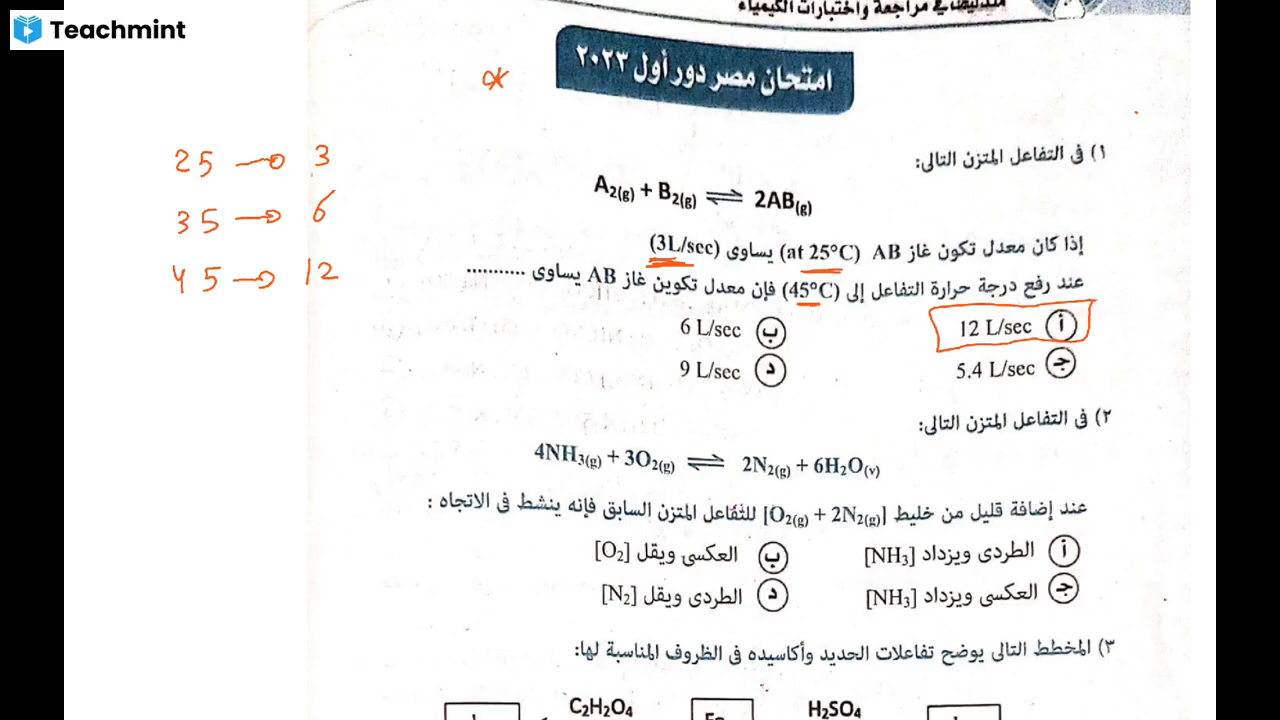 Teachmint
في مراجعة واختبارات الكيمياء
امتحان مصر دور أول ٢٠٢٣
25 → 3
35 → 6
45 → 12
١) فى التفاعل المتزن التالى:
A2(g) + B2(g) ⇌ 2AB(g)
إذا كان معدل تكون غاز AB (at 25°C) يساوى (3L/sec)
عند رفع درجة حرارة التفاعل إلى (45°C) فإن معدل تكوين غاز AB يساوى ...........
أ 12 L/sec ب 6 L/sec
ج 5.4 L/sec د 9 L/sec
٢) فى التفاعل المتزن التالى:
4NH3(g) + 3O2(g) ⇌ 2N2(g) + 6H2O(v)
عند إضافة قليل من خليط [O2(g) + 2N2(g)] للتفاعل المتزن السابق فإنه ينشط فى الاتجاه :
أ الطردى ويزداد [NH3] ب العكسى ويقل [O2]
ج العكسى ويزداد [NH3] د الطردى ويقل [N2]
٣) المخطط التالى يوضح تفاعلات الحديد وأكاسيده فى الظروف المناسبة لها:
C2H2O4 Fe H2SO4